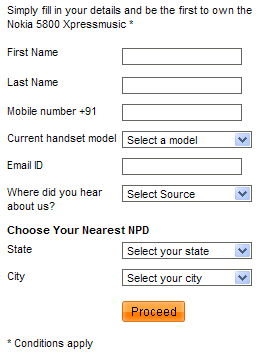 Simply fill in your details and be the first to own the
Nokia 5800 Xpressmusic *
First Name
Last Name
Mobile number +91
Current handset model Select a model
Email ID
Where did you hear about us? Select Source
Choose Your Nearest NPD
State Select your state
City Select your city
Proceed
* Conditions apply